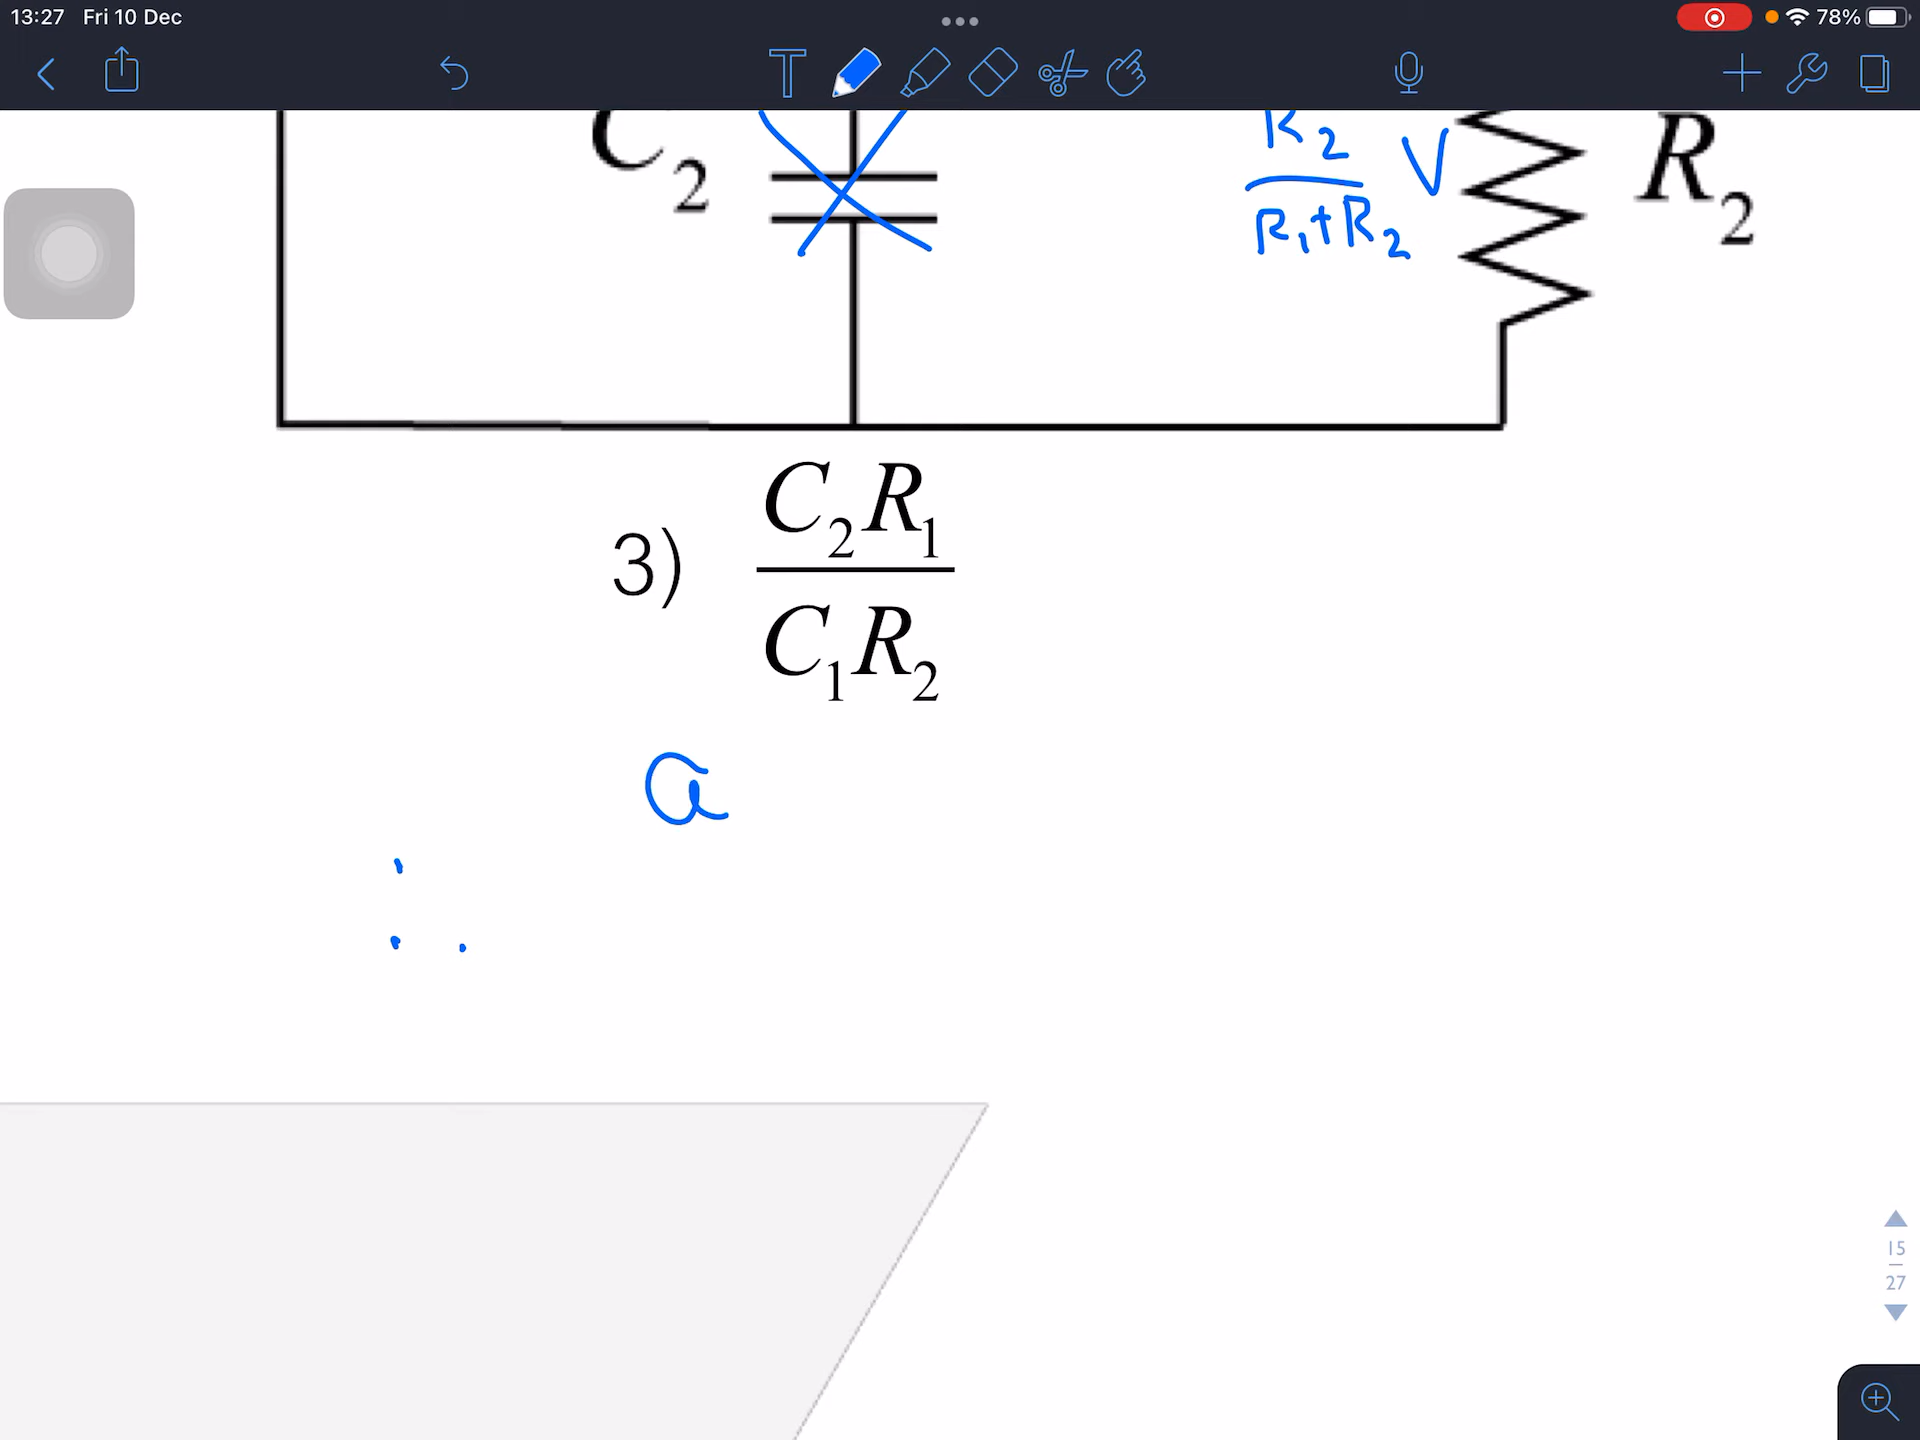 13:27 Fri 10 Dec
78%
T
C₂
R₂
R₁+R₂
V
R₂
3)
C₂R₁
C₁R₂
a
15
27